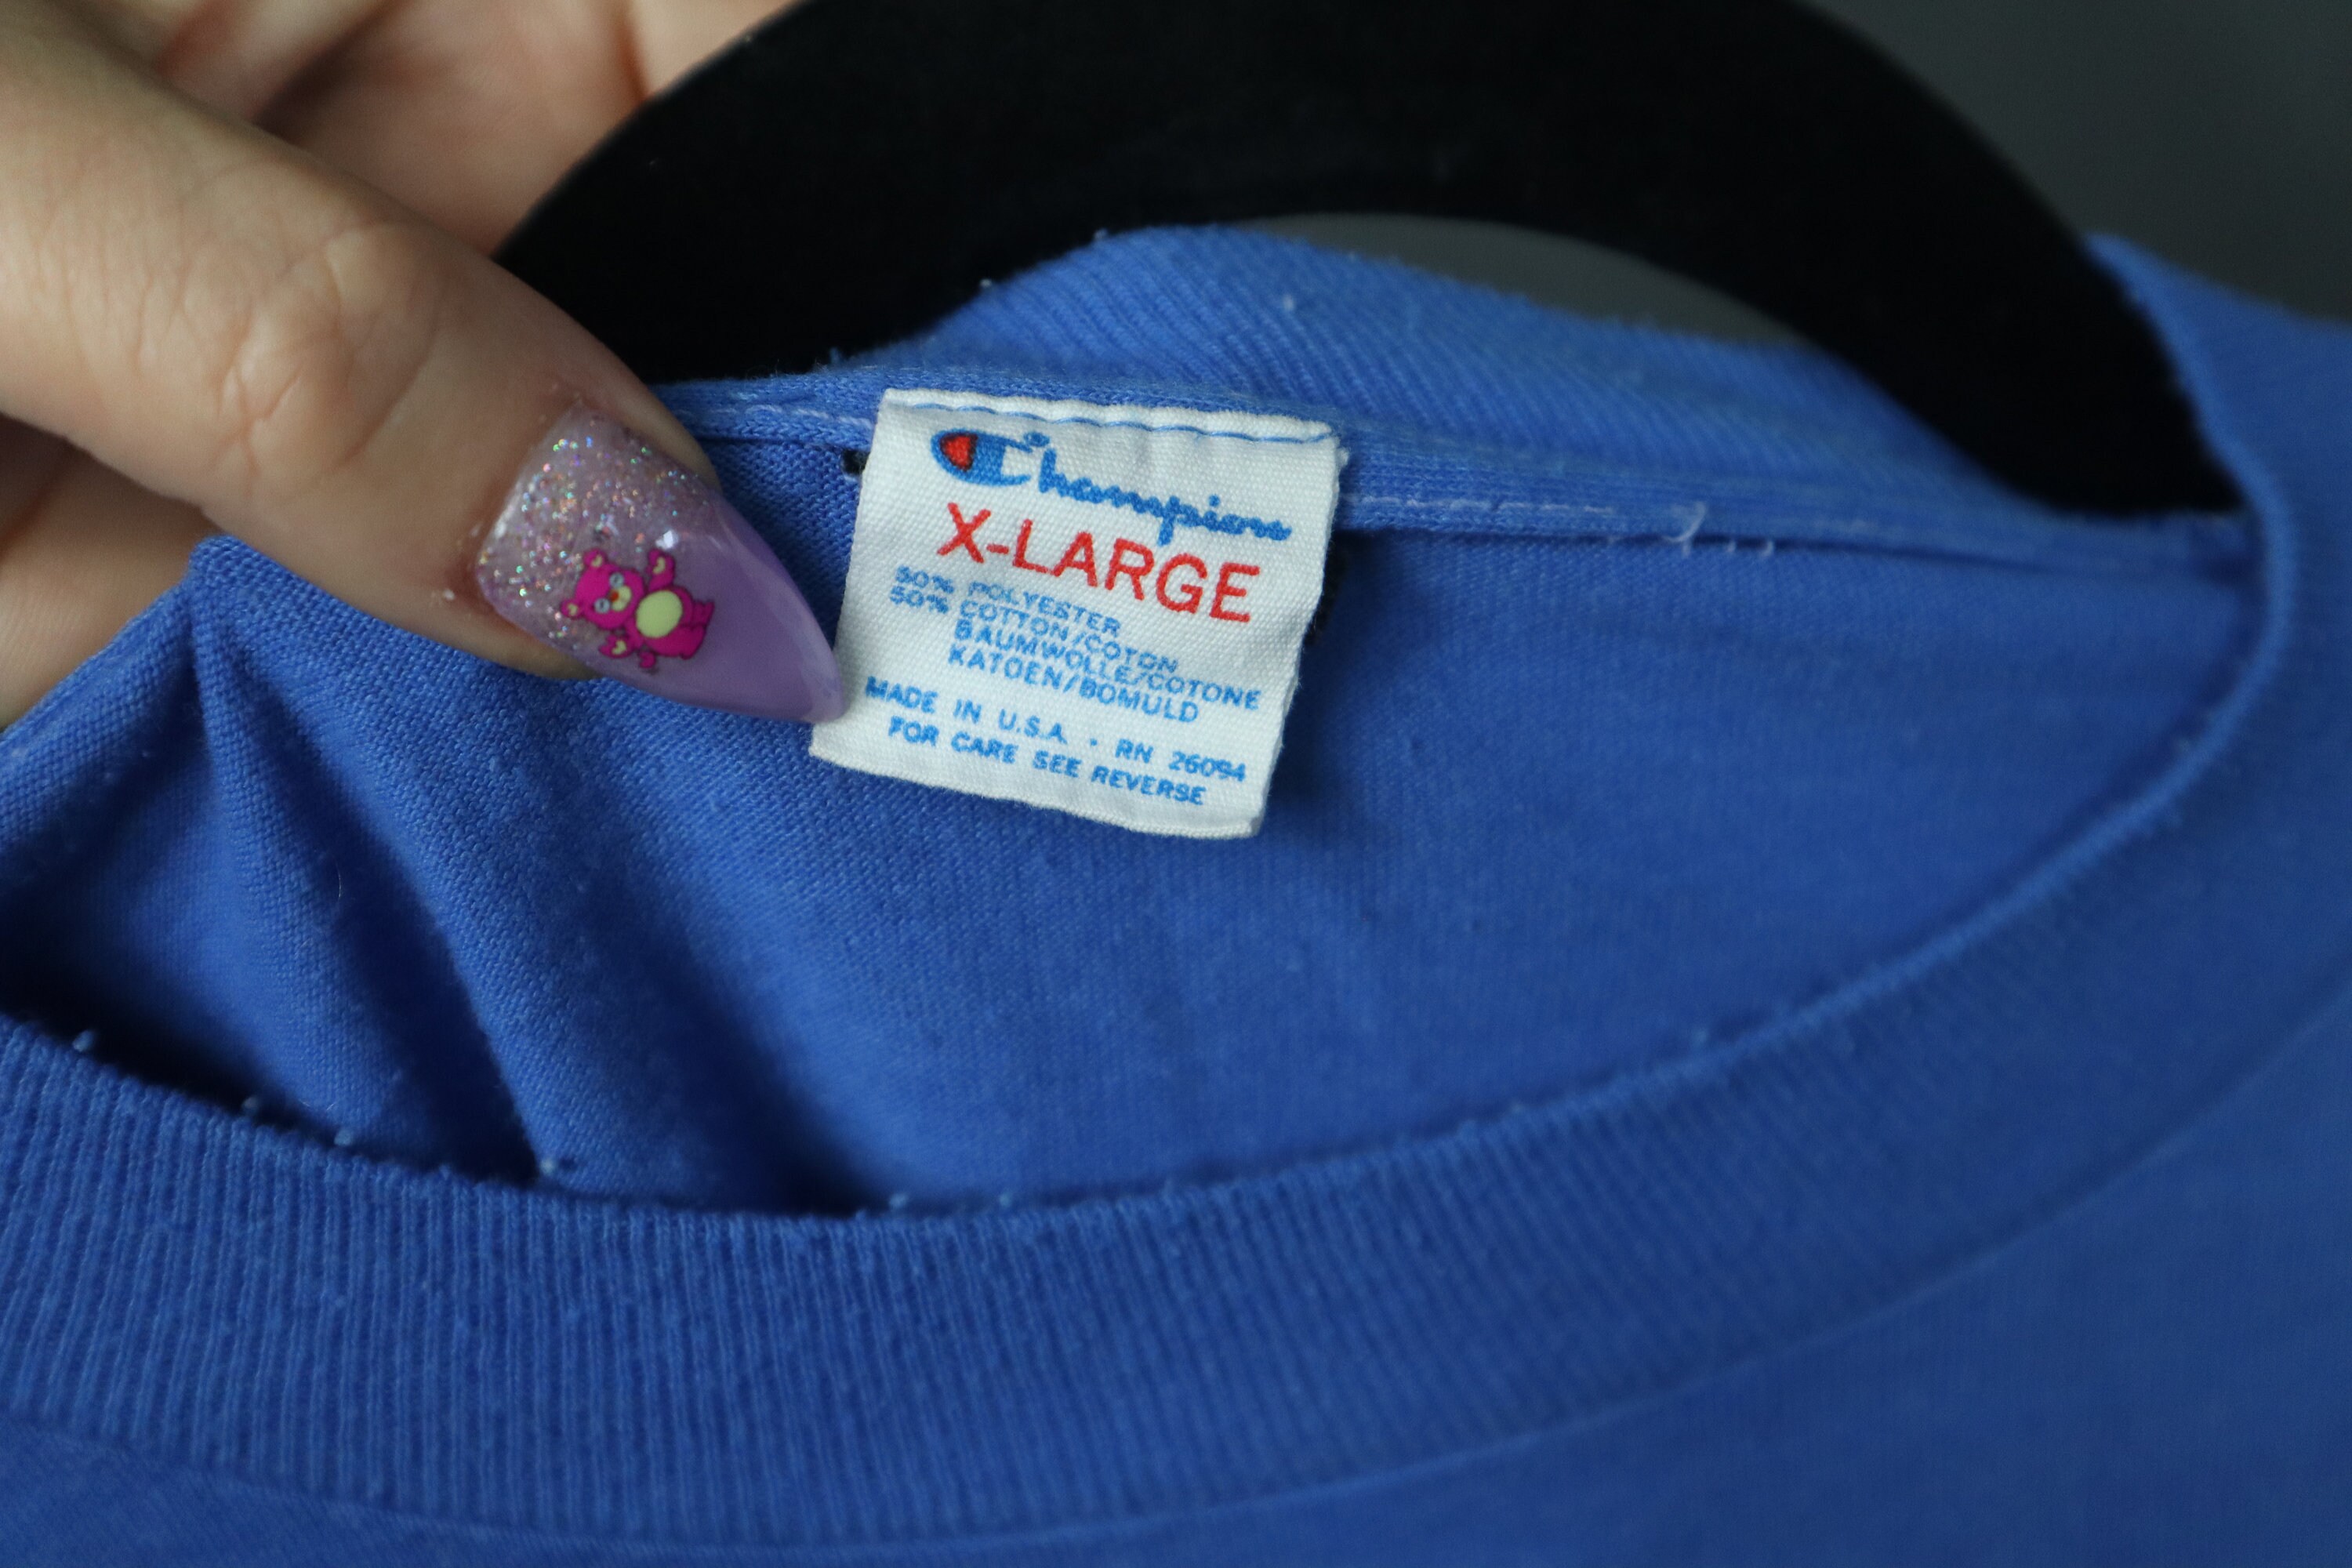 Champion
X-LARGE
50% POLYESTER
50% COTTON/COTON
BAUMWOLLE/COTONE
KATOEN/BOMULD
MADE IN U.S.A. • RN 26094
FOR CARE SEE REVERSE